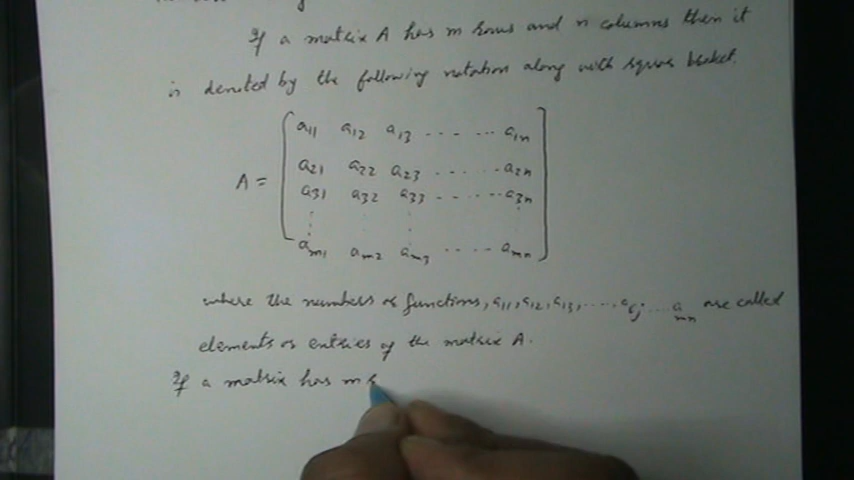 If a matrix A has m rows and n columns then it
is denoted by the following notation along with square bracket.
a11 a12 a13 ------ a1n
a21 a22 a23 ------ a2n
A =
a31 a32 a33 ------ a3n
am1 am2 am3 ------ amn
where the numbers or functions, a11, a12, a13, ..... aij .... amn are called
elements or entries of the matrix A.
If a matrix has m